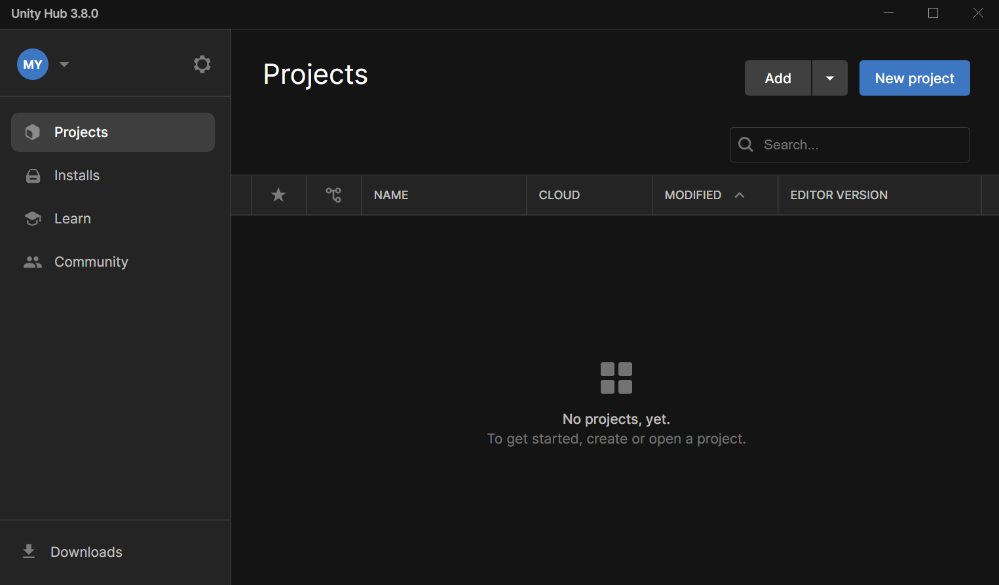 Unity Hub 3.8.0
MY
Projects
Installs
Learn
Community
Downloads
Projects
Add
New project
Search...
NAME CLOUD MODIFIED EDITOR VERSION
No projects, yet.
To get started, create or open a project.